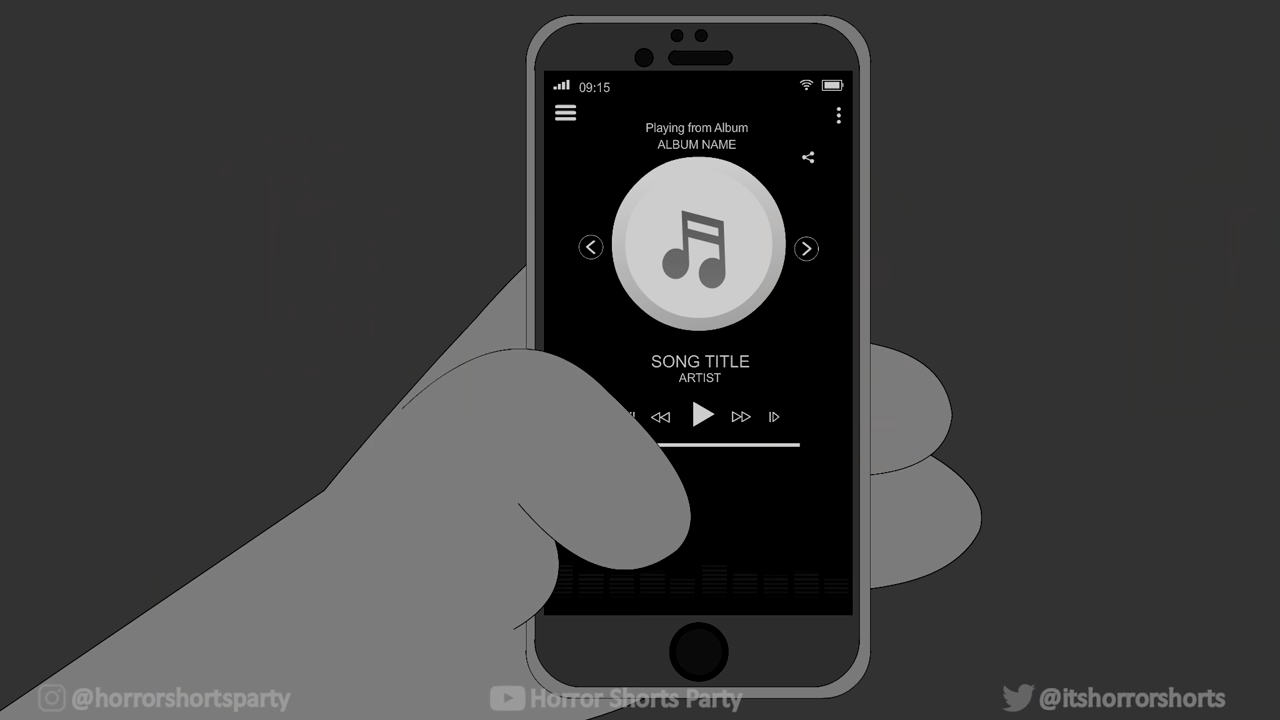 09:15
Playing from Album
ALBUM NAME
SONG TITLE
ARTIST
@horrorshortsparty
Horror Shorts Party
@itshorrorshorts